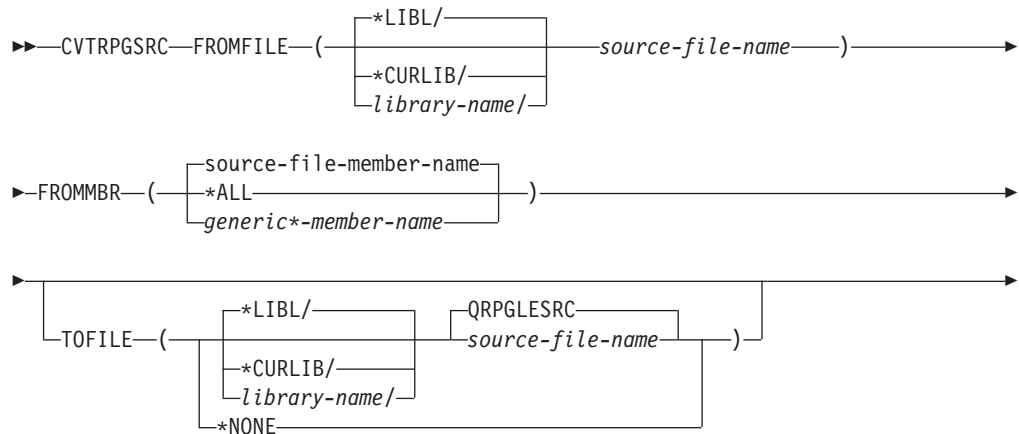 *LIBL/
CVTRPGSRC FROMFILE ( source-file-name )
*CURLIB/
library-name/
source-file-member-name
FROMMBR ( *ALL )
generic*-member-name
*LIBL/ QRPGLESRC
TOFILE ( source-file-name )
*CURLIB/
library-name/
*NONE